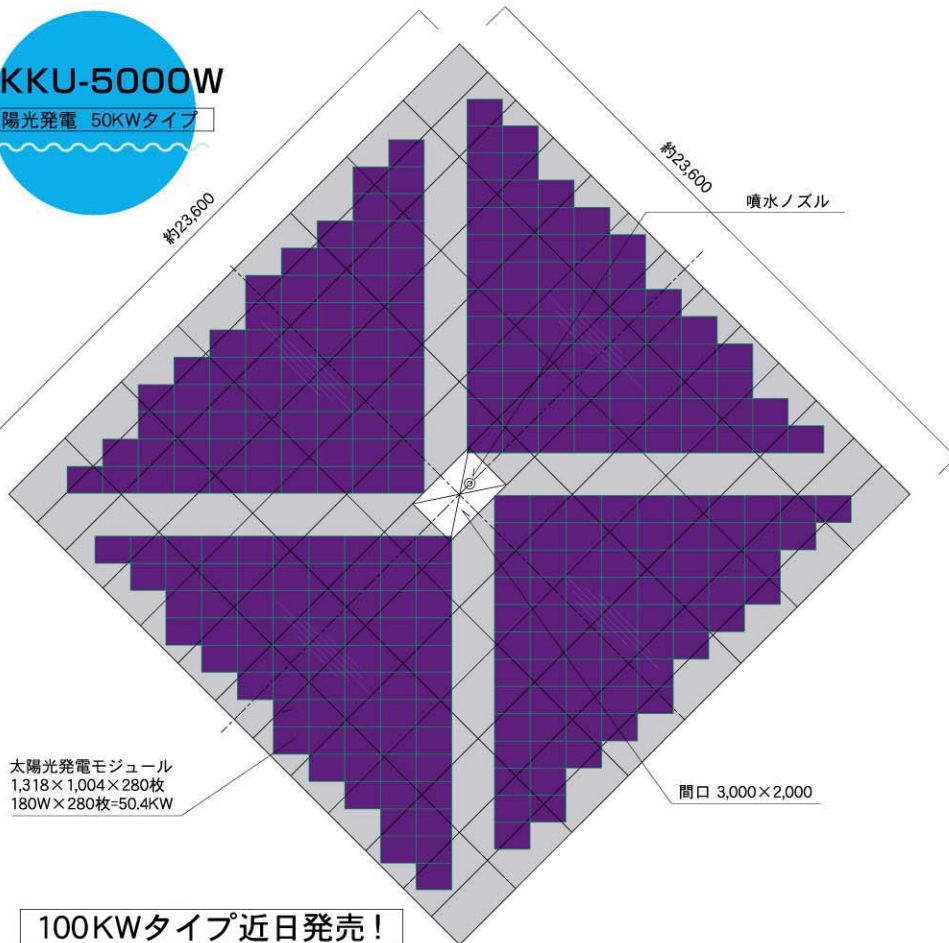 KKU-5000W
陽光発電 50KWタイプ
約23,600
約23,600
噴水ノズル
太陽光発電モジュール
1,318×1,004×280枚
180W×280枚=50.4KW
間口 3,000×2,000
100KWタイプ近日発売!